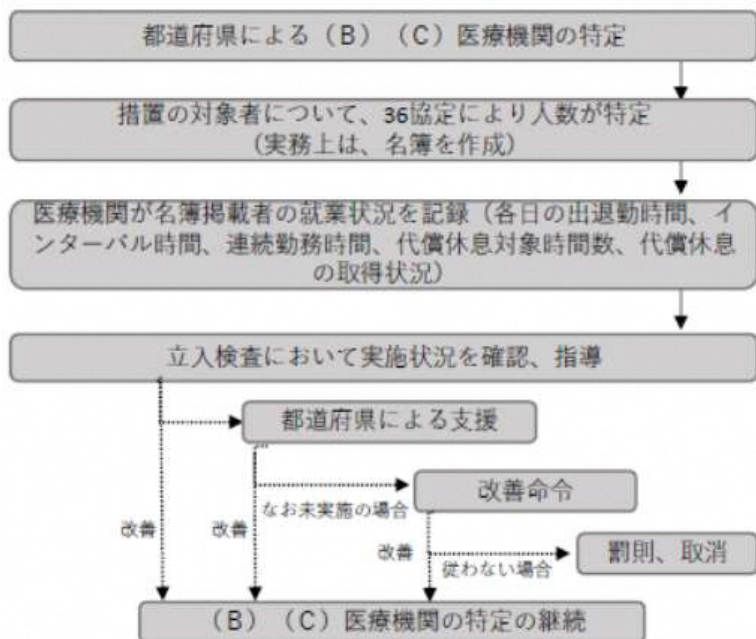 都道府県による（B）（C）医療機関の特定
措置の対象者について、36協定により人数が特定
（実務上は、名簿を作成）
医療機関が名簿掲載者の就業状況を記録（各日の出退勤時間、イ
ンターバル時間、連続勤務時間、代償休息対象時間数、代償休息
の取得状況）
立入検査において実施状況を確認、指導
都道府県による支援
改善命令
なお未実施の場合
改善
改善
改善
従わない場合
罰則、取消
（B）（C）医療機関の特定の継続